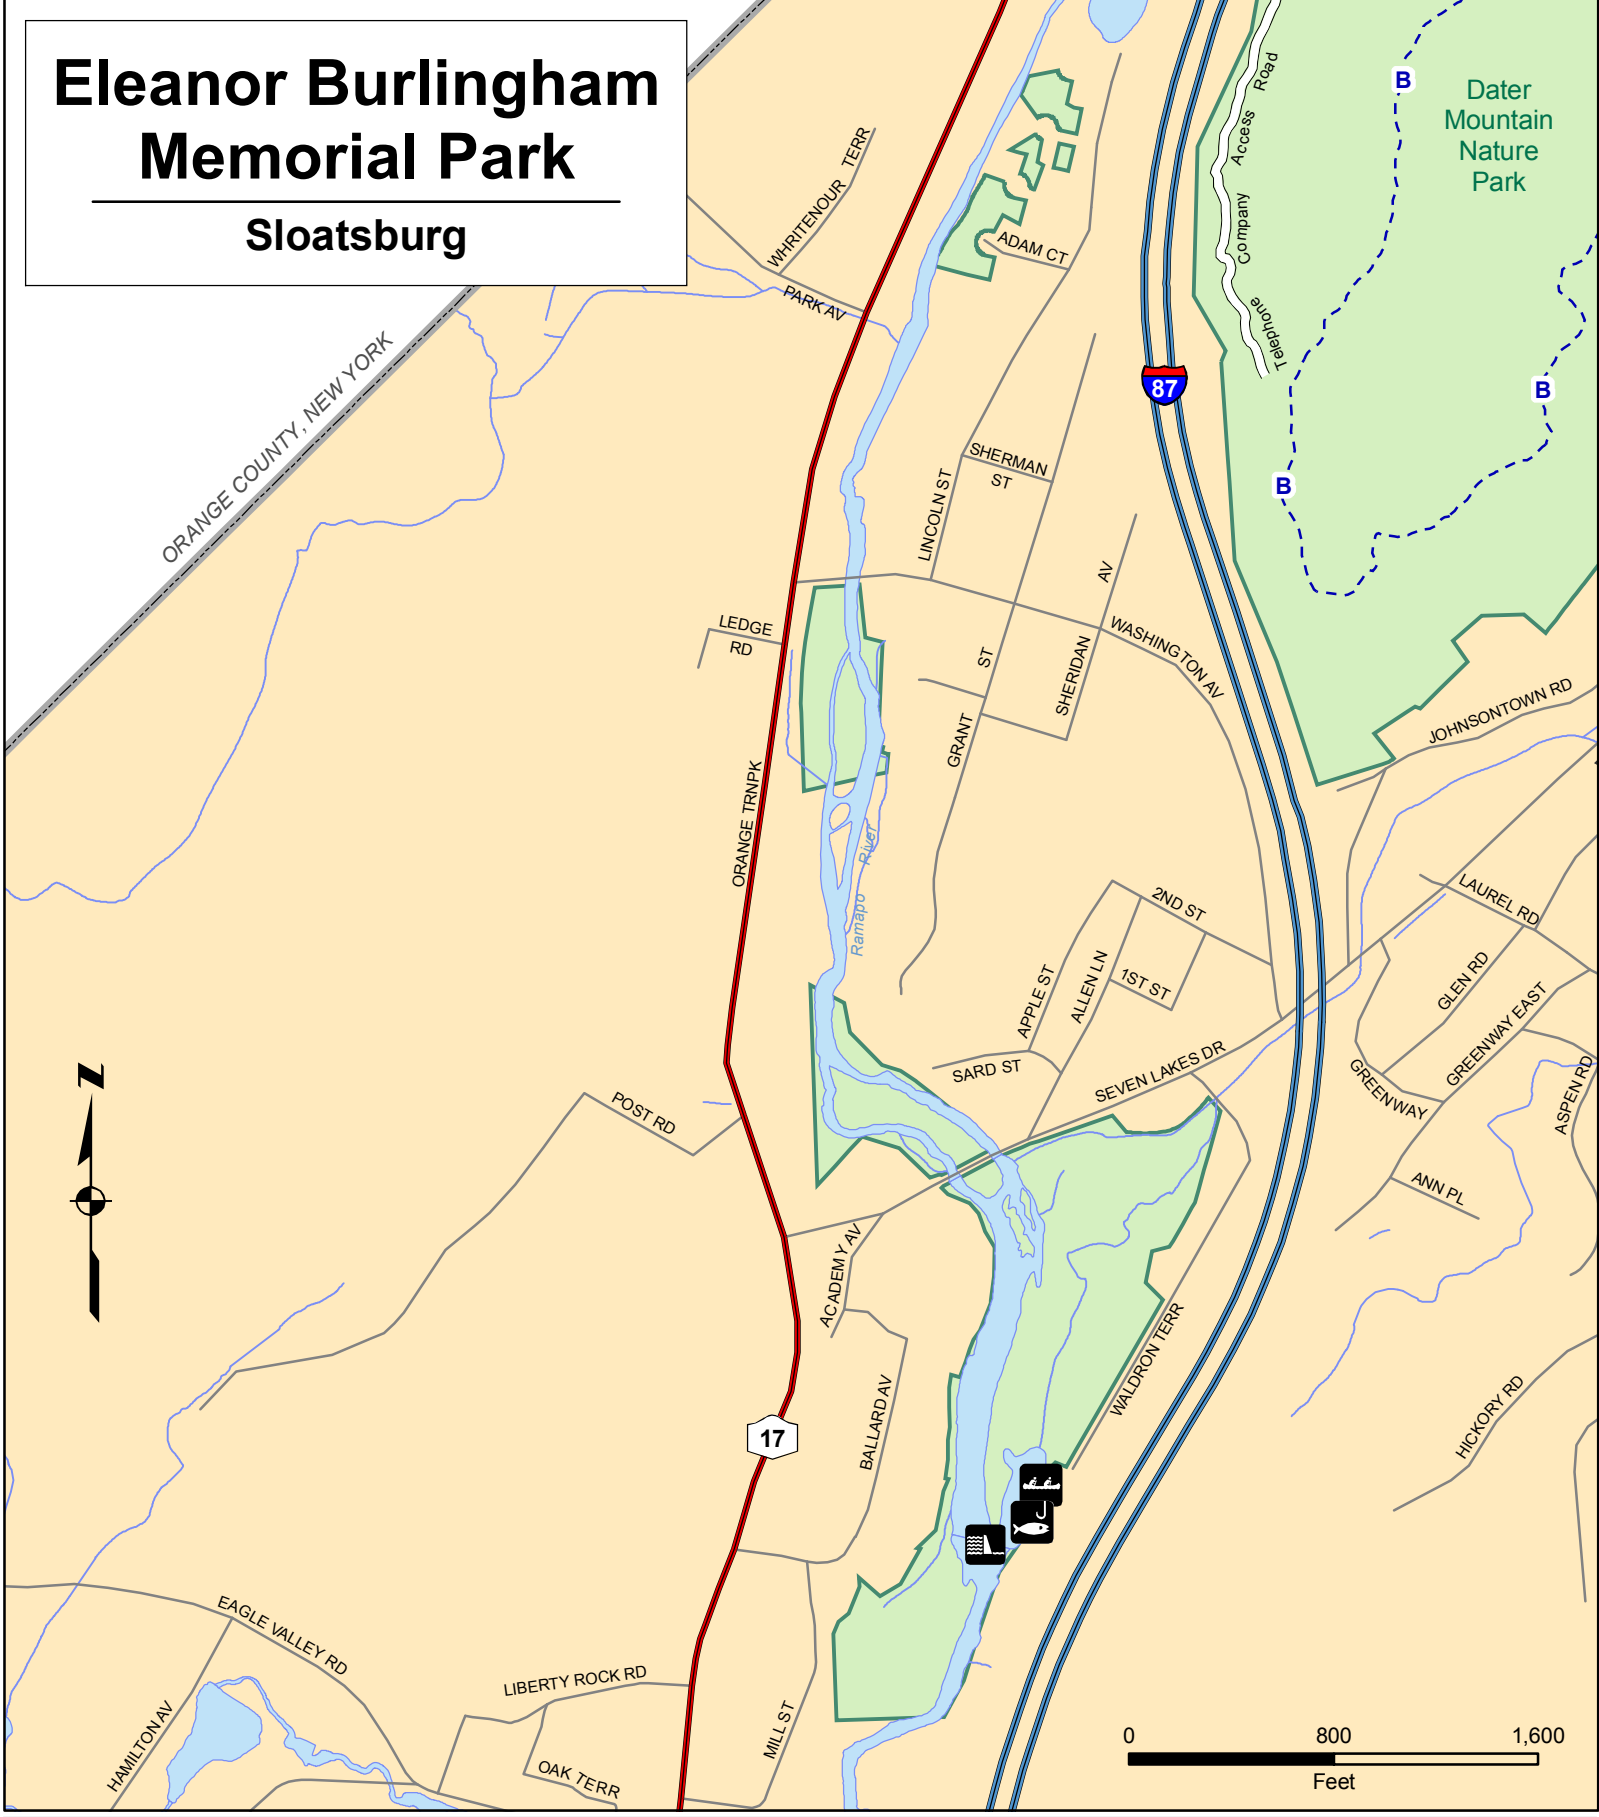 Eleanor Burlingham
Memorial Park
Sloatsburg
Dater
Mountain
Nature
Park
B
B
B
Telephone Company Access Road
WHRITENOUR TERR
PARK AV
ADAM CT
ORANGE COUNTY, NEW YORK
87
SHERMAN
ST
LINCOLN ST
LEDGE
RD
AV
SHERIDAN
WASHINGTON AV
ST
GRANT
JOHNSONTOWN RD
ORANGE TRNPK
Ramapo River
LAUREL RD
2ND ST
1ST ST
ALLEN LN
APPLE ST
GLEN RD
GREENWAY EAST
SARD ST
SEVEN LAKES DR
GREENWAY
ASPEN RD
N
POST RD
ANN PL
ACADEMY AV
WALDRON TERR
BALLARD AV
HICKORY RD
17
EAGLE VALLEY RD
LIBERTY ROCK RD
HAMILTON AV
MILL ST
OAK TERR
0 800 1,600
Feet